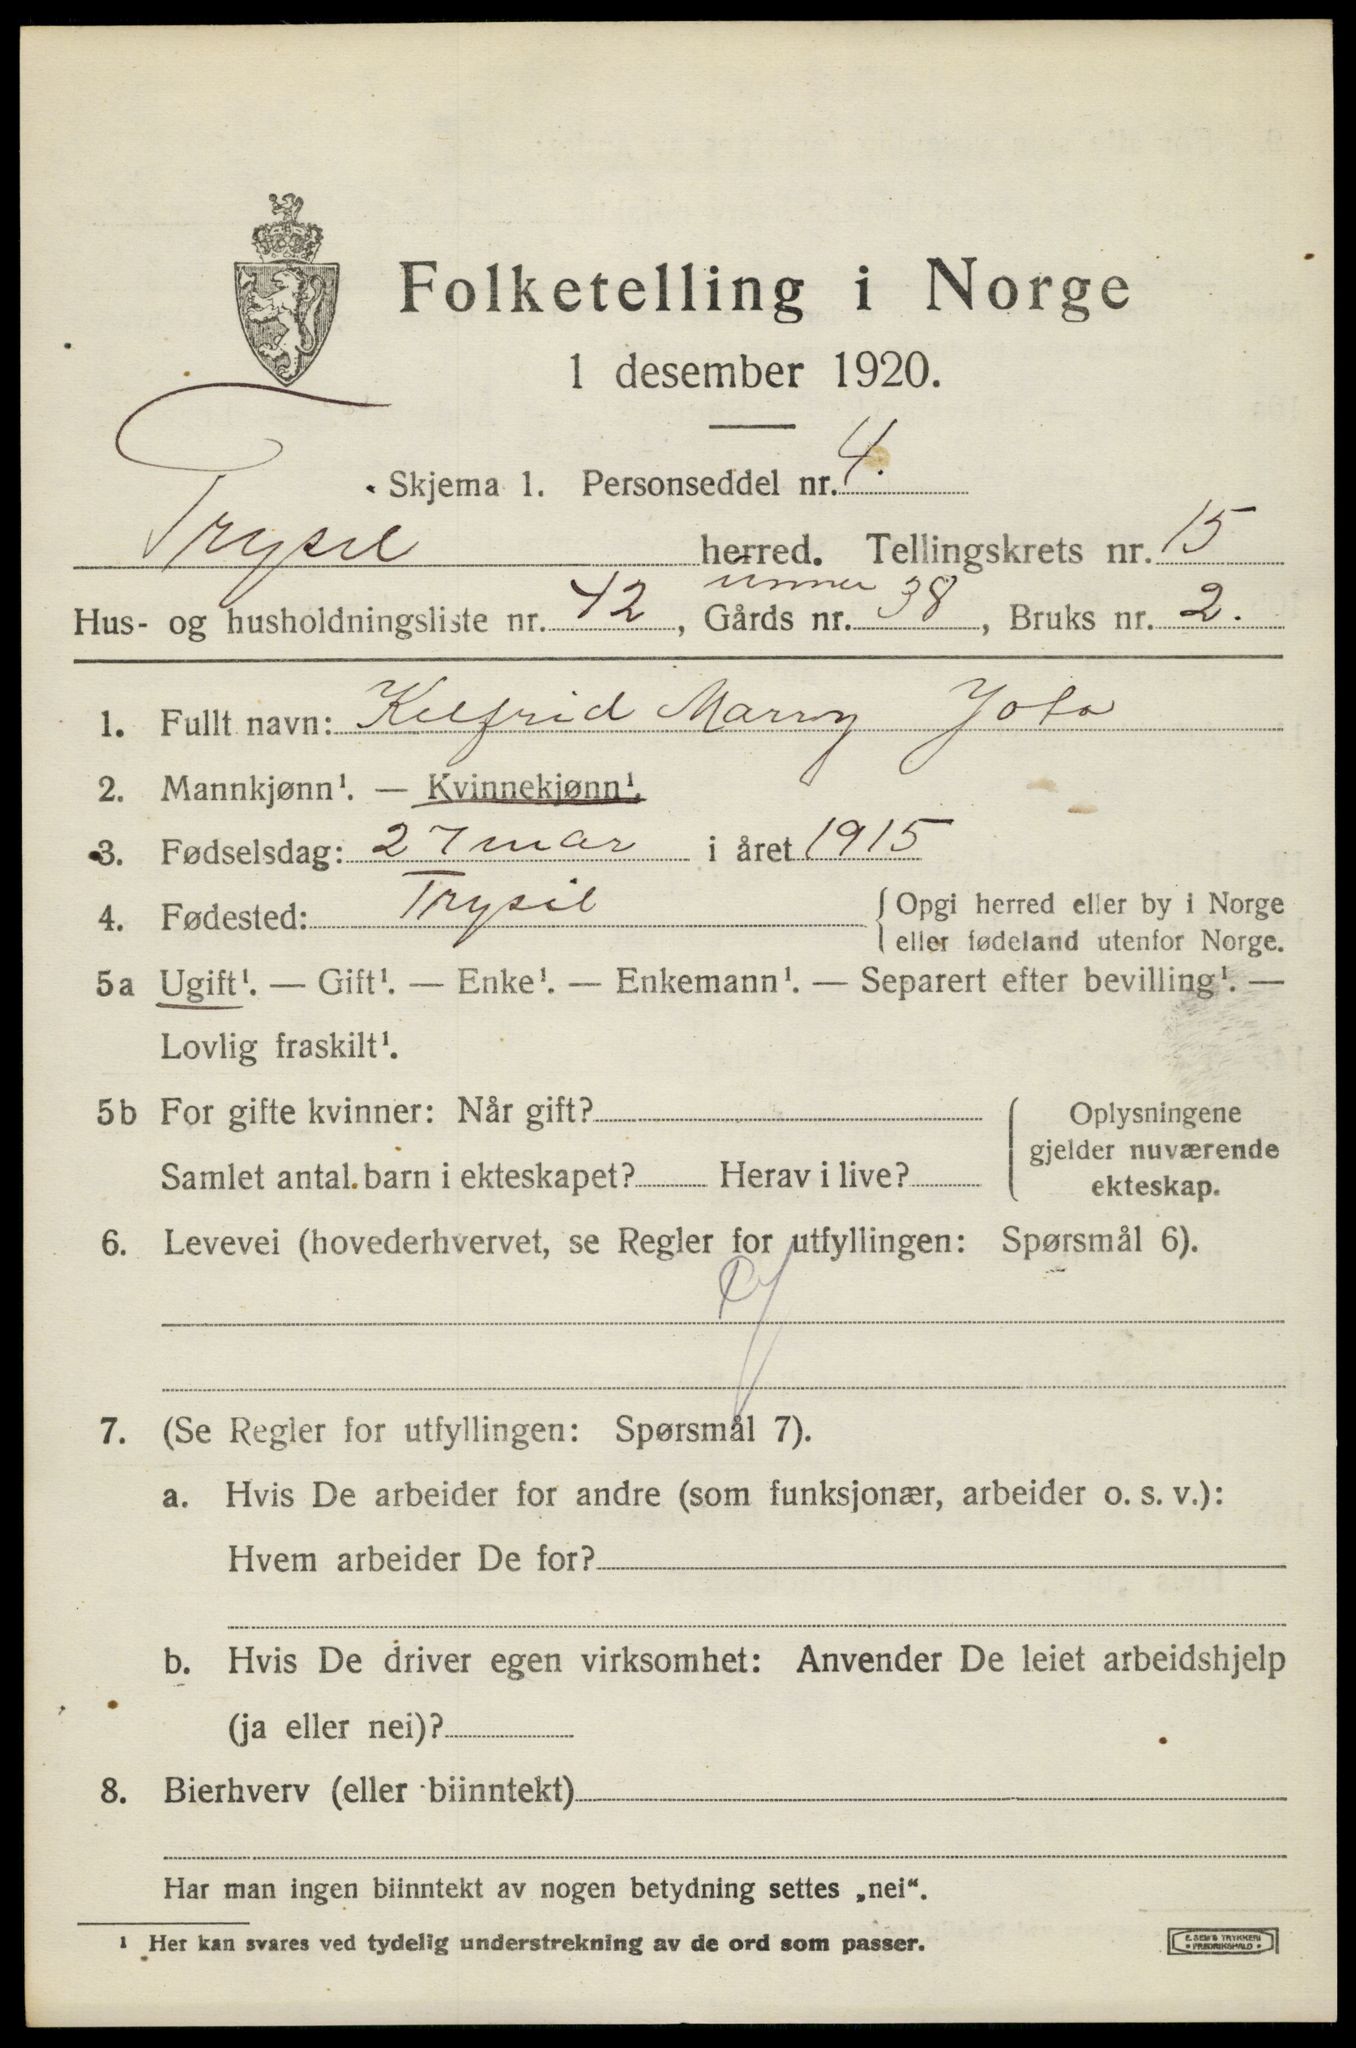 Folketelling i Norge
1 desember 1920.
Skjema 1. Personseddel nr. 4.
Trysil herred. Tellingskrets nr. 15
under
Hus- og husholdningsliste nr. 42, Gårds nr. 38, Bruks nr. 2.
1. Fullt navn: Kelfrid Marry
2. Mannkjønn¹. — Kvinnekjønn¹.
3. Fødselsdag: 27 mar i året 1915
4. Fødested: Trysil {Opgi herred eller by i Norge
eller fødeland utenfor Norge.
5a Ugift¹. — Gift¹. — Enke¹. — Enkemann¹. — Separert efter bevilling¹. —
Lovlig fraskilt¹.
5b For gifte kvinner: Når gift?
Samlet antal barn i ekteskapet? Herav i live?
Oplysningene
gjelder nuværende
ekteskap.
6. Levevei (hovederhvervet, se Regler for utfyllingen: Spørsmål 6).
7. (Se Regler for utfyllingen: Spørsmål 7).
a. Hvis De arbeider for andre (som funksjonær, arbeider o. s. v.):
Hvem arbeider De for?
b. Hvis De driver egen virksomhet: Anvender De leiet arbeidshjelp
(ja eller nei)?
8. Bierhverv (eller biinntekt)
Har man ingen biinntekt av nogen betydning settes „nei“.
¹ Her kan svares ved tydelig understrekning av de ord som passer.
E. SEM'S TRYKKERI
• FREDRIKSHALD •